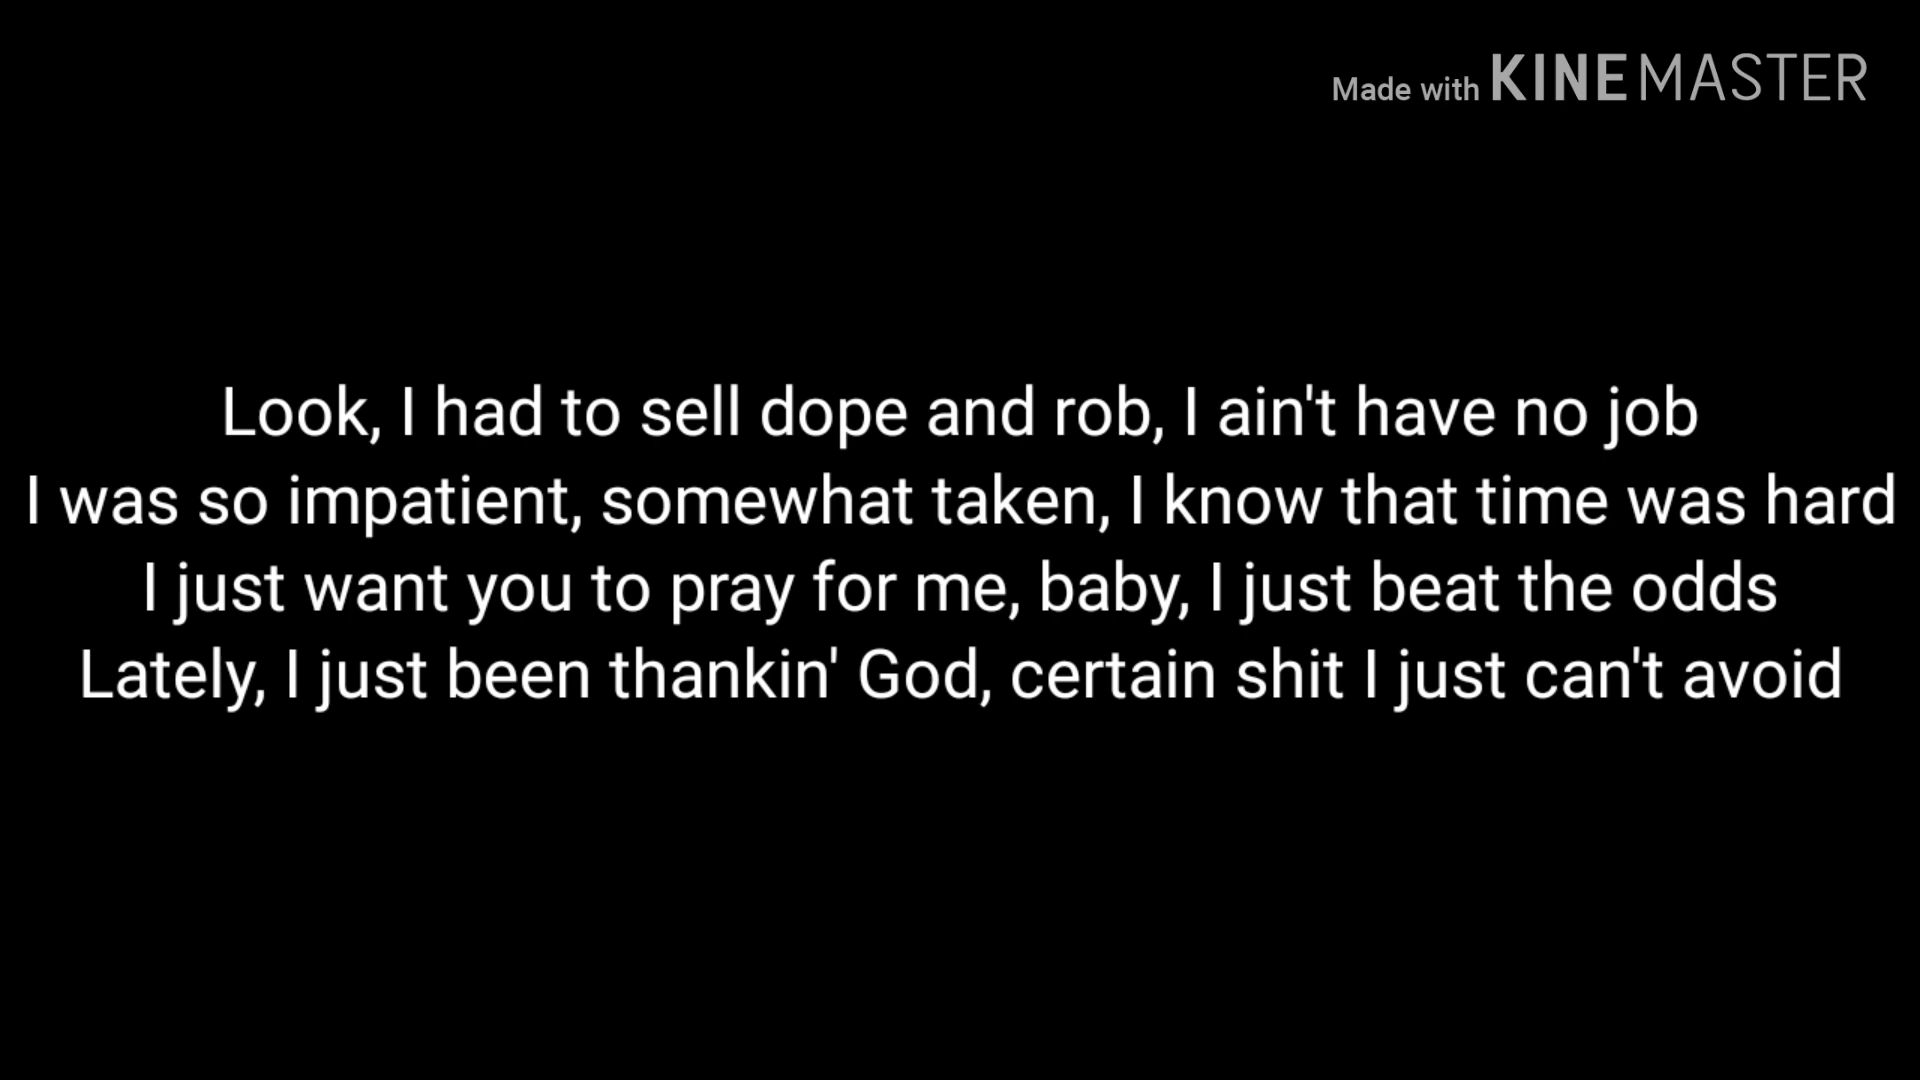 Made with KINEMASTER
Look, I had to sell dope and rob, I ain't have no job
I was so impatient, somewhat taken, I know that time was hard
I just want you to pray for me, baby, I just beat the odds
Lately, I just been thankin' God, certain shit I just can't avoid